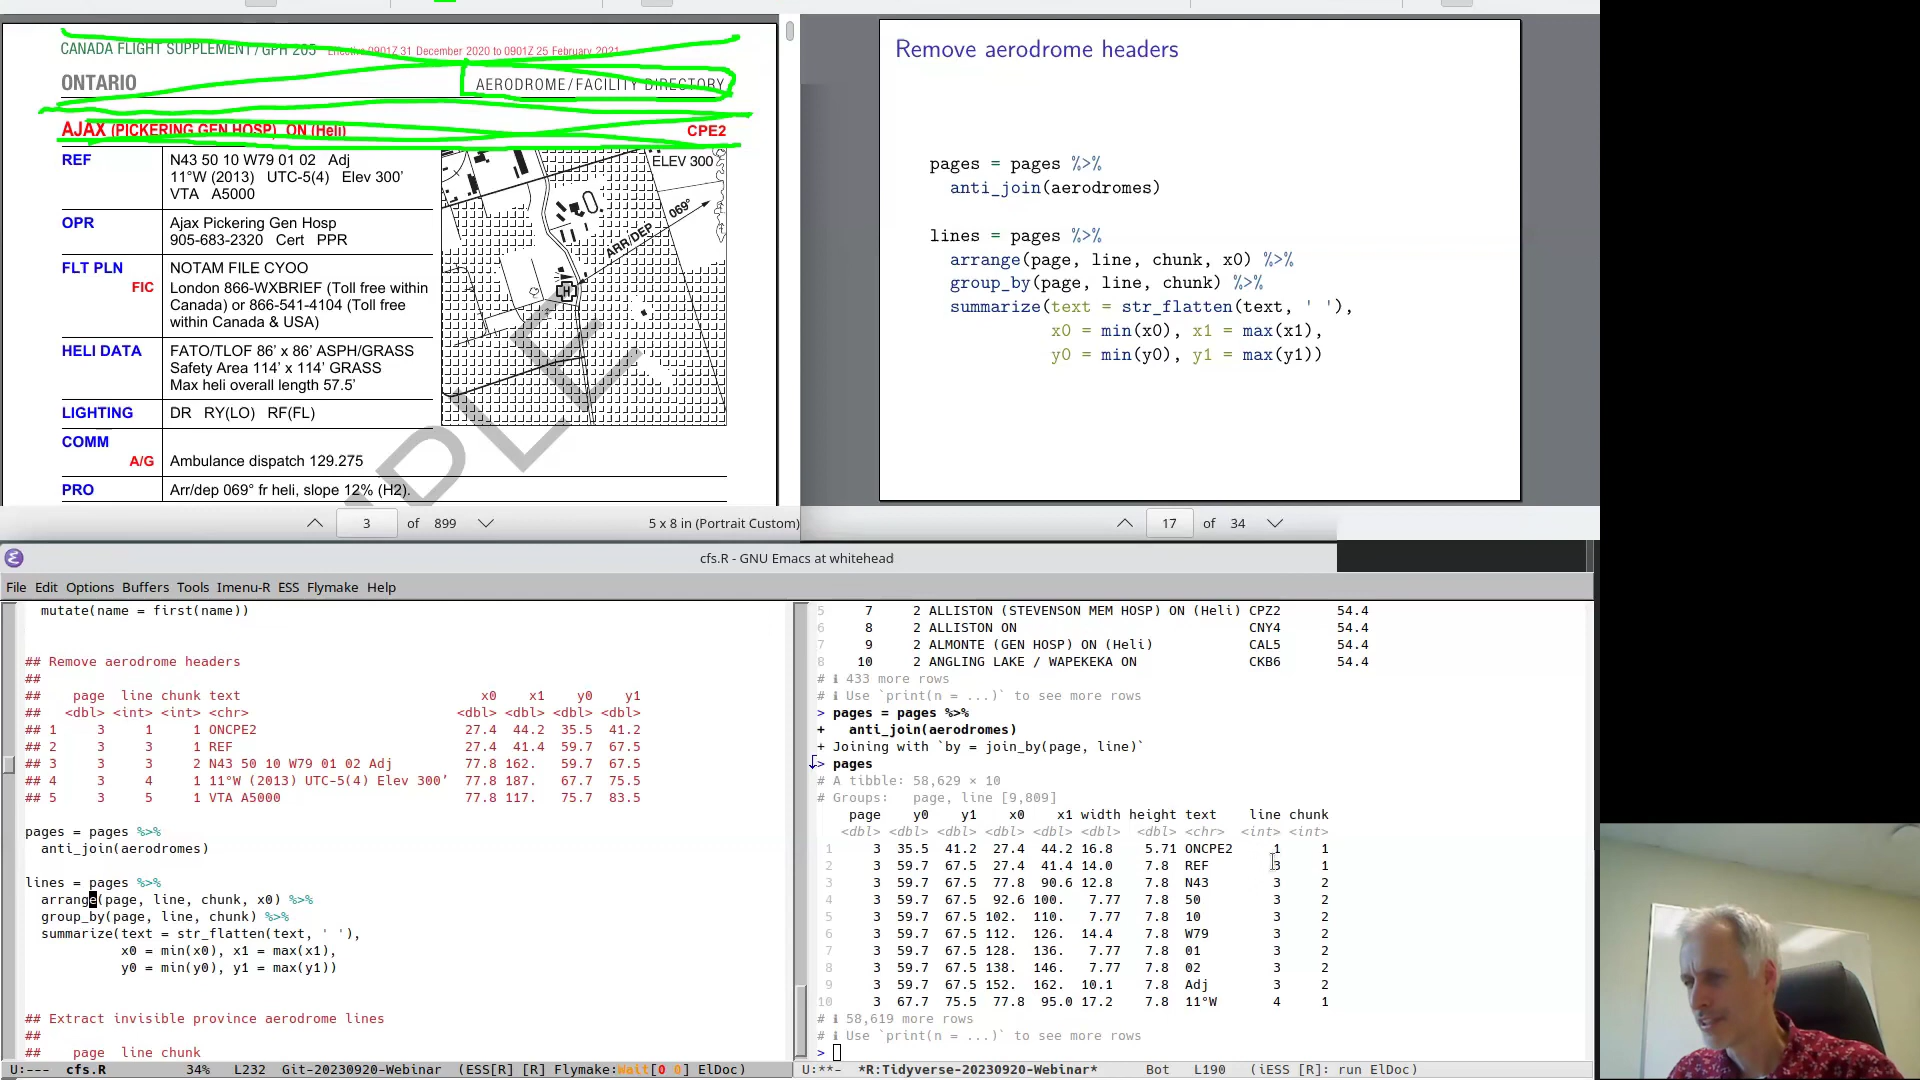 CANADA FLIGHT SUPPLEMENT / GPH 205 Effective 0901Z 31 December 2020 to 0901Z 25 February 2021
ONTARIO AERODROME/FACILITY DIRECTORY
AJAX (PICKERING GEN HOSP) ON (Heli) CPE2
REF N43 50 10 W79 01 02 Adj
11°W (2013) UTC-5(4) Elev 300'
VTA A5000
ELEV 300
OPR Ajax Pickering Gen Hosp
905-683-2320 Cert PPR
069°
ARR/DEP
FLT PLN NOTAM FILE CYOO
FIC London 866-WXBRIEF (Toll free within
Canada) or 866-541-4104 (Toll free
within Canada & USA)
H
HELI DATA FATO/TLOF 86' x 86' ASPH/GRASS
Safety Area 114' x 114' GRASS
Max heli overall length 57.5'
LIGHTING DR RY(LO) RF(FL)
COMM
A/G Ambulance dispatch 129.275
PRO Arr/dep 069° fr heli, slope 12% (H2).
3 of 899 5 x 8 in (Portrait Custom)
Remove aerodrome headers
pages = pages %>%
anti_join(aerodromes)
lines = pages %>%
arrange(page, line, chunk, x0) %>%
group_by(page, line, chunk) %>%
summarize(text = str_flatten(text, ' '),
x0 = min(x0), x1 = max(x1),
y0 = min(y0), y1 = max(y1))
17 of 34
cfs.R - GNU Emacs at whitehead
File Edit Options Buffers Tools Imenu-R ESS Flymake Help
mutate(name = first(name))
## Remove aerodrome headers
##
## page line chunk text x0 x1 y0 y1
## <dbl> <int> <int> <chr> <dbl> <dbl> <dbl> <dbl>
## 1 3 1 1 ONCPE2 27.4 44.2 35.5 41.2
## 2 3 3 1 REF 27.4 41.4 59.7 67.5
## 3 3 3 2 N43 50 10 W79 01 02 Adj 77.8 162. 59.7 67.5
## 4 3 4 1 11°W (2013) UTC-5(4) Elev 300’ 77.8 187. 67.7 75.5
## 5 3 5 1 VTA A5000 77.8 117. 75.7 83.5
pages = pages %>%
anti_join(aerodromes)
lines = pages %>%
arrange(page, line, chunk, x0) %>%
group_by(page, line, chunk) %>%
summarize(text = str_flatten(text, ' '),
x0 = min(x0), x1 = max(x1),
y0 = min(y0), y1 = max(y1))
## Extract invisible province aerodrome lines
##
## page line chunk
U:--- cfs.R 34% L232 Git-20230920-Webinar (ESS[R] [R] Flymake:Wait[0 0] ElDoc)
5 7 2 ALLISTON (STEVENSON MEM HOSP) ON (Heli) CPZ2 54.4
6 8 2 ALLISTON ON CNY4 54.4
7 9 2 ALMONTE (GEN HOSP) ON (Heli) CAL5 54.4
8 10 2 ANGLING LAKE / WAPEKEKA ON CKB6 54.4
# ℹ 433 more rows
# ℹ Use `print(n = ...)` to see more rows
> pages = pages %>%
+ anti_join(aerodromes)
+ Joining with `by = join_by(page, line)`
> pages
# A tibble: 58,629 × 10
# Groups: page, line [9,809]
page y0 y1 x0 x1 width height text line chunk
<dbl> <dbl> <dbl> <dbl> <dbl> <dbl> <dbl> <chr> <int> <int>
1 3 35.5 41.2 27.4 44.2 16.8 5.71 ONCPE2 1 1
2 3 59.7 67.5 27.4 41.4 14.0 7.8 REF 3 1
3 3 59.7 67.5 77.8 90.6 12.8 7.8 N43 3 2
4 3 59.7 67.5 92.6 100. 7.77 7.8 50 3 2
5 3 59.7 67.5 102. 110. 7.77 7.8 10 3 2
6 3 59.7 67.5 112. 126. 14.4 7.8 W79 3 2
7 3 59.7 67.5 128. 136. 7.77 7.8 01 3 2
8 3 59.7 67.5 138. 146. 7.77 7.8 02 3 2
9 3 59.7 67.5 152. 162. 10.1 7.8 Adj 3 2
10 3 67.7 75.5 77.8 95.0 17.2 7.8 11°W 4 1
# ℹ 58,619 more rows
# ℹ Use `print(n = ...)` to see more rows
>
U:**- *R:Tidyverse-20230920-Webinar* Bot L190 (iESS [R]: run ElDoc)